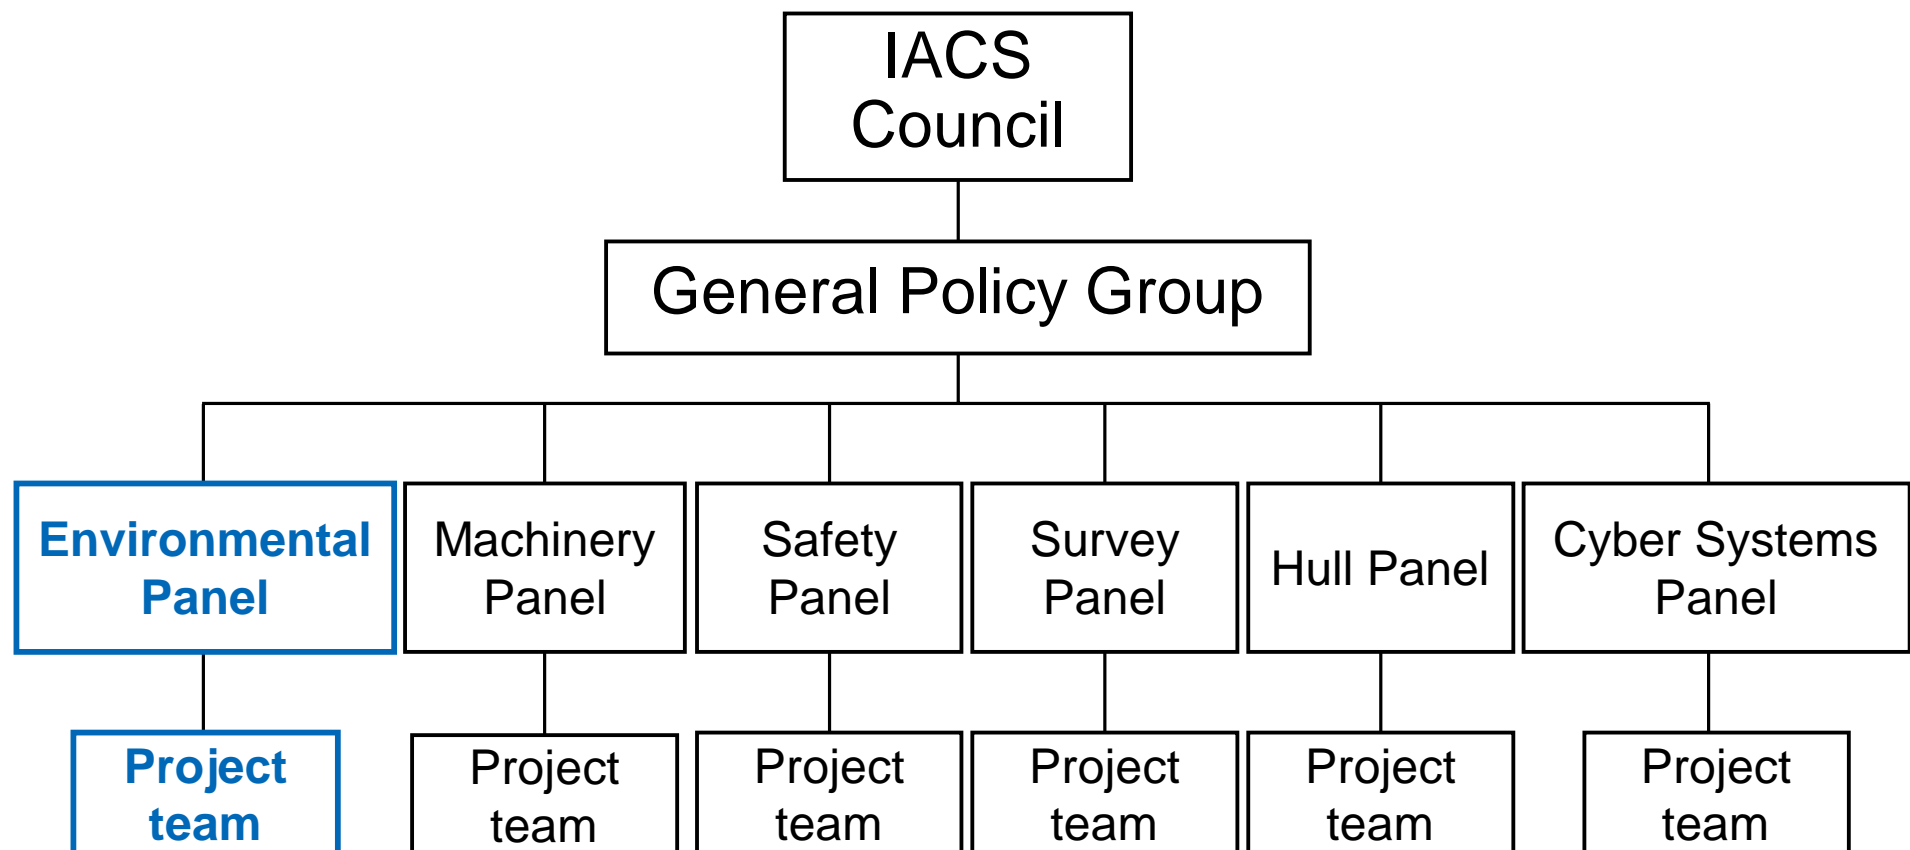 IACS
Council
General Policy Group
Environmental
Panel
Machinery
Panel
Safety
Panel
Survey
Panel
Hull Panel
Cyber Systems
Panel
Project
team
Project
team
Project
team
Project
team
Project
team
Project
team